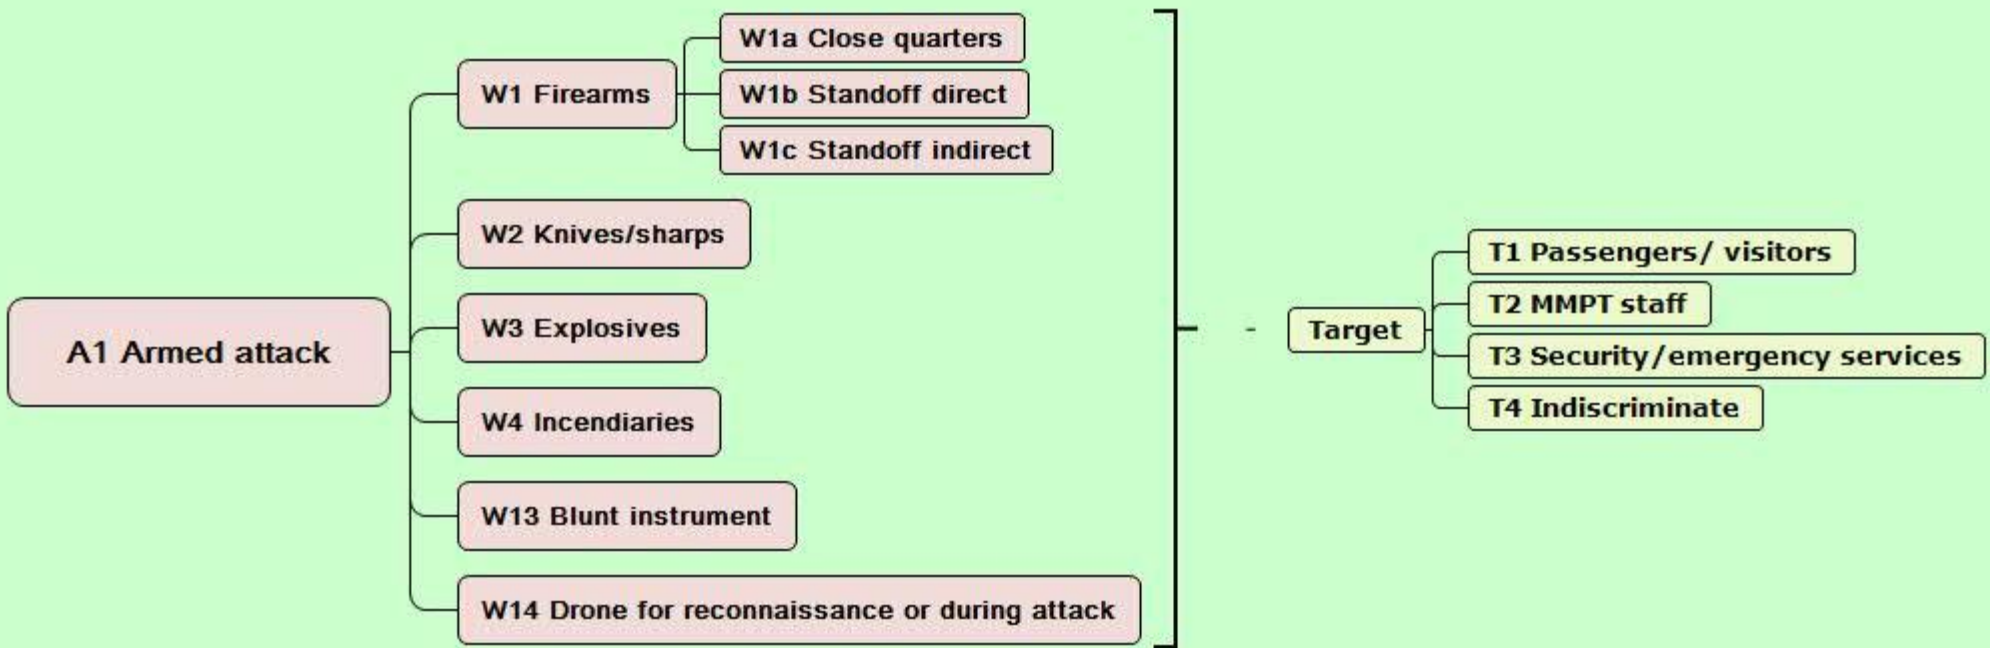 A1 Armed attack
W1 Firearms
W1a Close quarters
W1b Standoff direct
W1c Standoff indirect
W2 Knives/sharps
W3 Explosives
W4 Incendiaries
W13 Blunt instrument
W14 Drone for reconnaissance or during attack
Target
T1 Passengers/ visitors
T2 MMPT staff
T3 Security/emergency services
T4 Indiscriminate